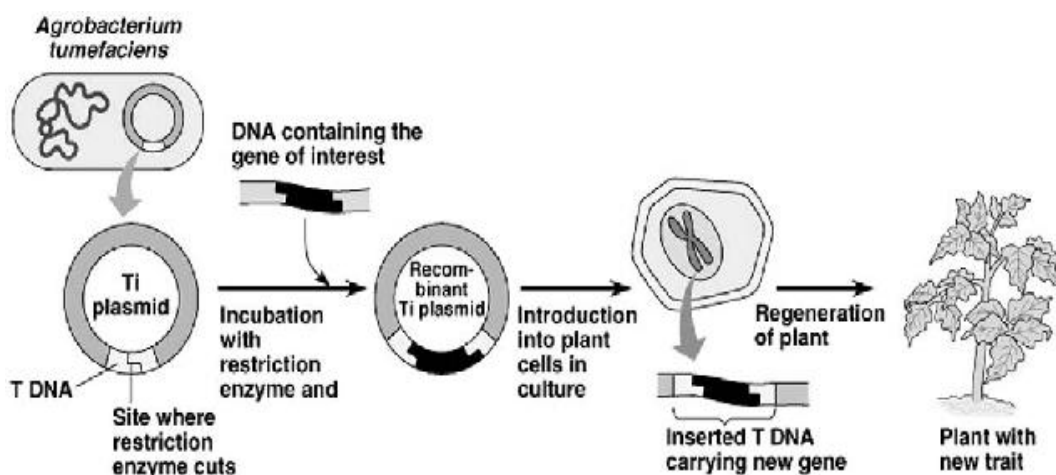 Agrobacterium
tumefaciens
DNA containing the
gene of interest
Ti
plasmid
T DNA
Site where
restriction
enzyme cuts
Incubation
with
restriction
enzyme and
Recom-
binant
Ti plasmid
Introduction
into plant
cells in
culture
Inserted T DNA
carrying new gene
Regeneration
of plant
Plant with
new trait